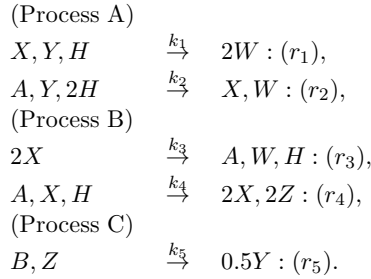 (Process A)
X, Y, H →^{k₁} 2W : (r₁),
A, Y, 2H →^{k₂} X, W : (r₂),
(Process B)
2X →^{k₃} A, W, H : (r₃),
A, X, H →^{k₄} 2X, 2Z : (r₄),
(Process C)
B, Z →^{k₅} 0.5Y : (r₅).